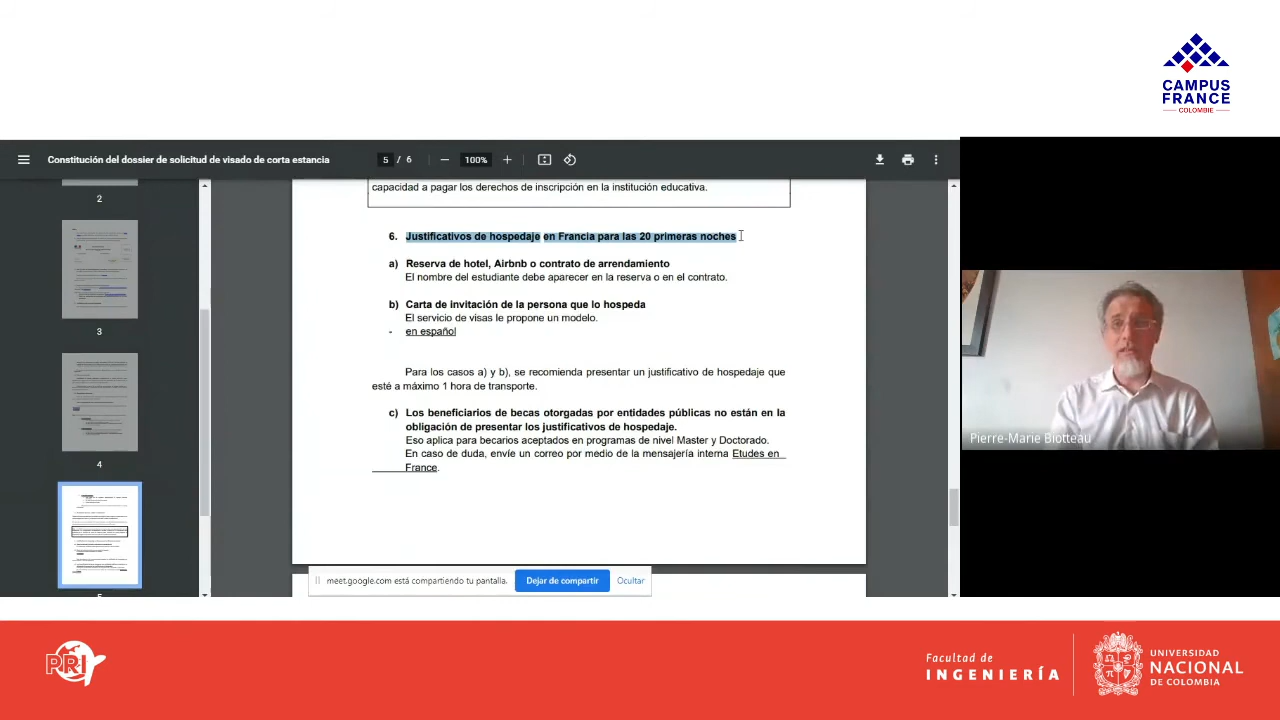 CAMPUS
FRANCE
COLOMBIE
Constitución del dossier de solicitud de visado de corta estancia
5 / 6
100%
2
3
4
5
capacidad a pagar los derechos de inscripción en la institución educativa.
6. Justificativos de hospedaje en Francia para las 20 primeras noches
a) Reserva de hotel, Airbnb o contrato de arrendamiento
El nombre del estudiante debe aparecer en la reserva o en el contrato.
b) Carta de invitación de la persona que lo hospeda
El servicio de visas le propone un modelo.
- en español
Para los casos a) y b), se recomienda presentar un justificativo de hospedaje que
esté a máximo 1 hora de transporte.
c) Los beneficiarios de becas otorgadas por entidades públicas no están en la
obligación de presentar los justificativos de hospedaje.
Eso aplica para becarios aceptados en programas de nivel Master y Doctorado.
En caso de duda, envíe un correo por medio de la mensajería interna Etudes en
France.
meet.google.com está compartiendo tu pantalla.
Dejar de compartir
Ocultar
Pierre-Marie Biotteau
PRI
Facultad de
INGENIERÍA
UNIVERSIDAD
NACIONAL
DE COLOMBIA